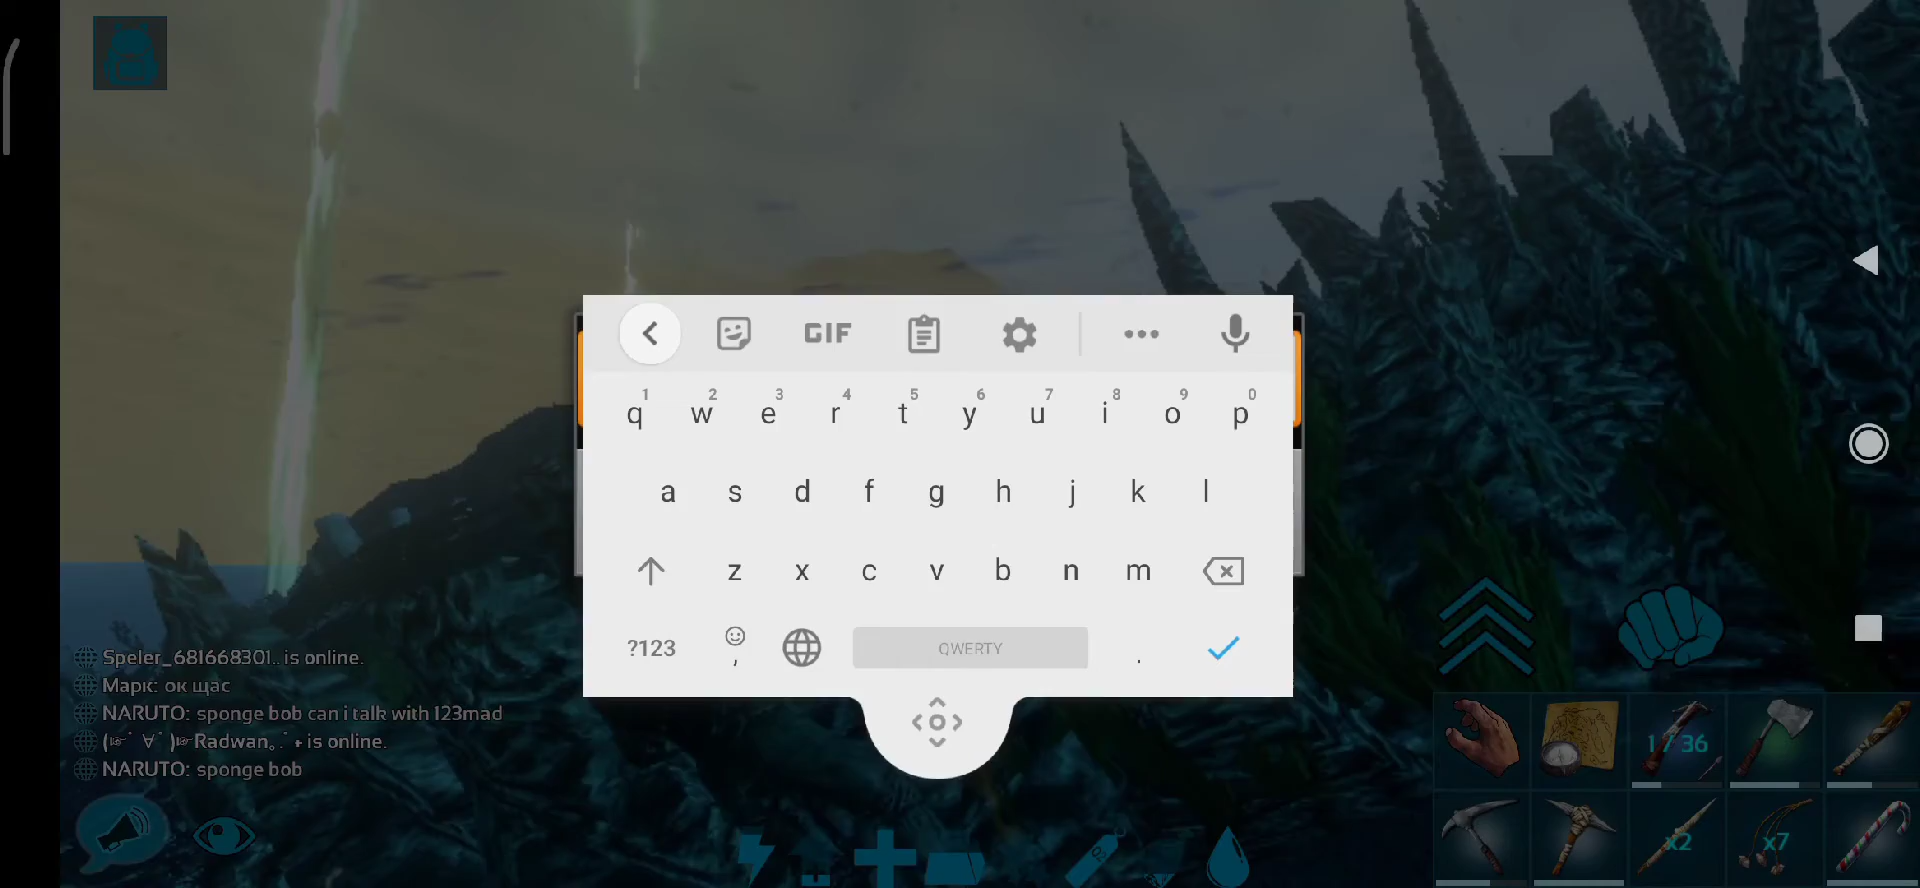 GIF
1 2 3 4 5 6 7 8 9 0
q w e r t y u i o p
a s d f g h j k l
z x c v b n m
?123 , QWERTY .
Speler_681668301.. is online.
Марк: ок щас
NARUTO: sponge bob can i talk with 123mad
Radwan｡.ﾟ+ is online.
NARUTO: sponge bob
1 / 36
x2 x7